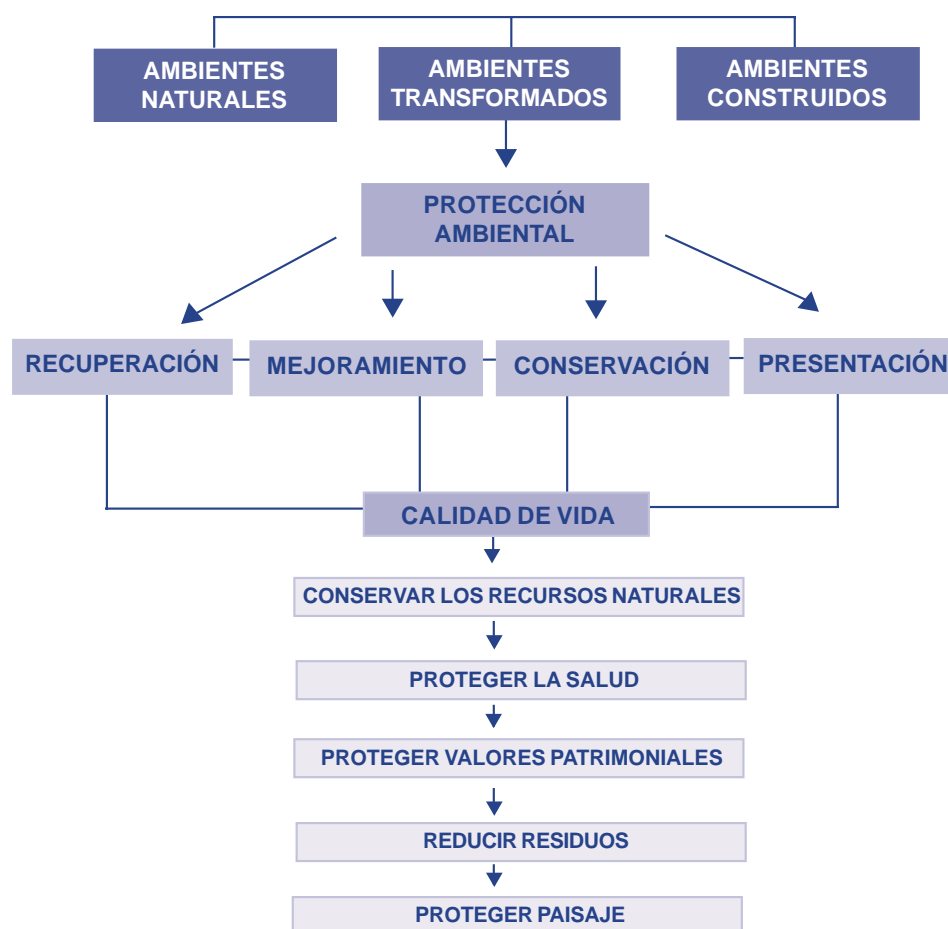 AMBIENTES
NATURALES
AMBIENTES
TRANSFORMADOS
AMBIENTES
CONSTRUIDOS
PROTECCIÓN
AMBIENTAL
RECUPERACIÓN
MEJORAMIENTO
CONSERVACIÓN
PRESENTACIÓN
CALIDAD DE VIDA
CONSERVAR LOS RECURSOS NATURALES
PROTEGER LA SALUD
PROTEGER VALORES PATRIMONIALES
REDUCIR RESIDUOS
PROTEGER PAISAJE